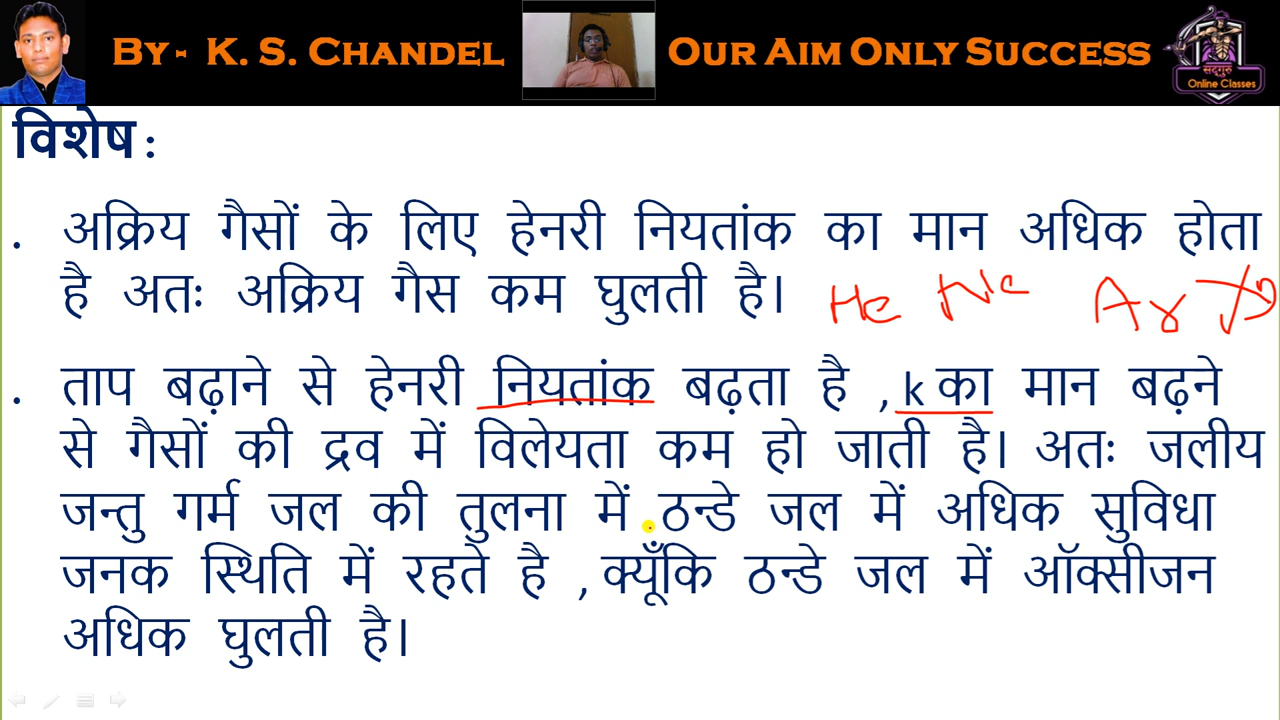 BY - K. S. CHANDEL
OUR AIM ONLY SUCCESS
सद्गुरु
Online Classes
विशेष :
. अक्रिय गैसों के लिए हेनरी नियतांक का मान अधिक होता
है अतः अक्रिय गैस कम घुलती है। He Ne Ar
. ताप बढ़ाने से हेनरी नियतांक बढ़ता है , k का मान बढ़ने
से गैसों की द्रव में विलेयता कम हो जाती है। अतः जलीय
जन्तु गर्म जल की तुलना में ठन्डे जल में अधिक सुविधा
जनक स्थिति में रहते है , क्यूँकि ठन्डे जल में ऑक्सीजन
अधिक घुलती है।